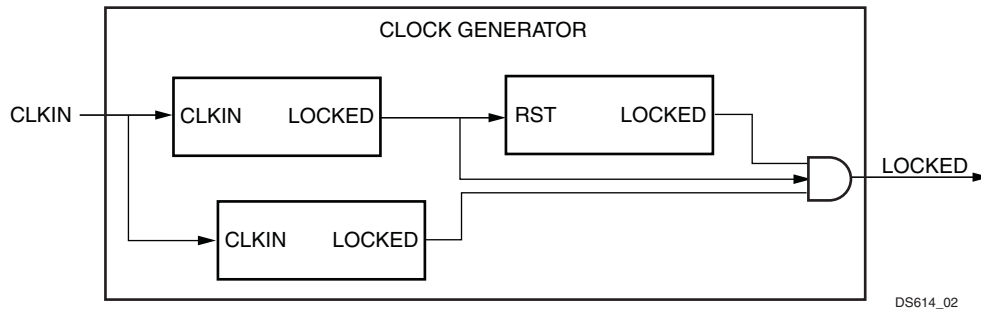 CLOCK GENERATOR
CLKIN
CLKIN LOCKED
RST LOCKED
LOCKED
CLKIN LOCKED
DS614_02